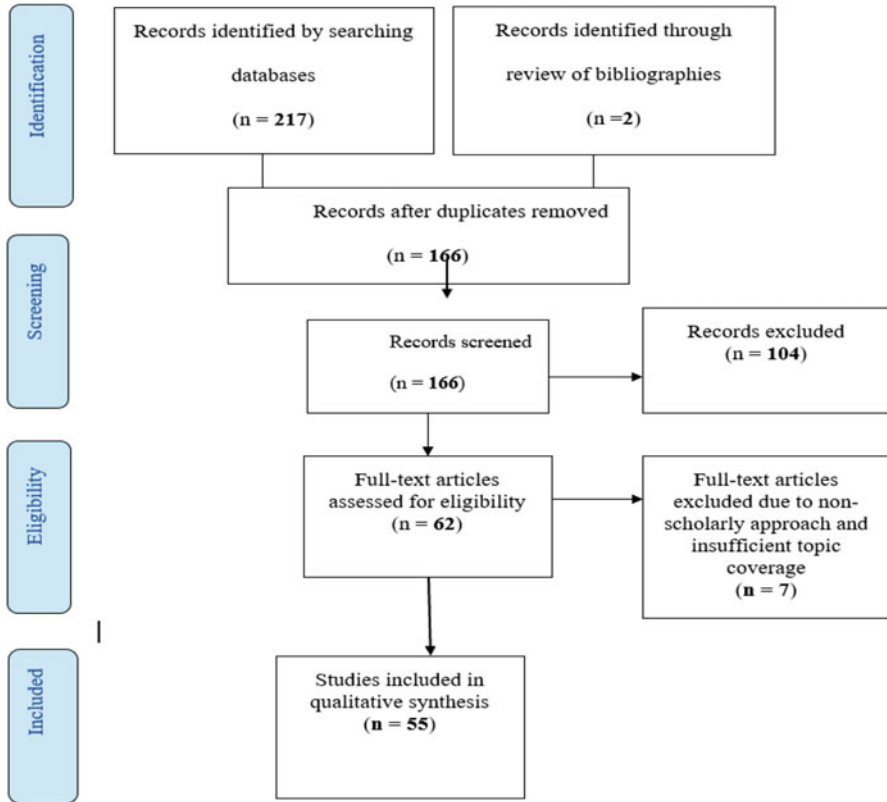 Identification
Records identified by searching
databases
(n = 217)
Records identified through
review of bibliographies
(n =2)
Records after duplicates removed
(n = 166)
Screening
Records screened
(n = 166)
Records excluded
(n = 104)
Eligibility
Full-text articles
assessed for eligibility
(n = 62)
Full-text articles
excluded due to non-
scholarly approach and
insufficient topic
coverage
(n = 7)
Included
Studies included in
qualitative synthesis
(n = 55)